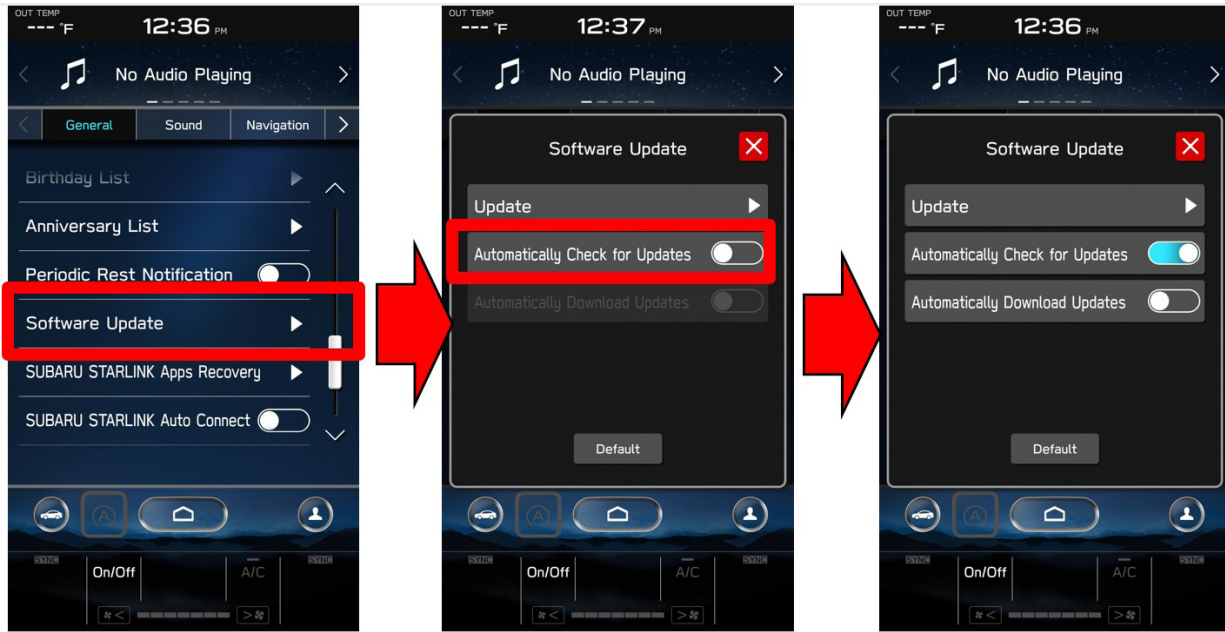 OUT TEMP
--- °F
12:36 PM
No Audio Playing
General
Sound
Navigation
Birthday List
Anniversary List
Periodic Rest Notification
Software Update
SUBARU STARLINK Apps Recovery
SUBARU STARLINK Auto Connect
A
SYNC
On/Off
A/C
SYNC
OUT TEMP
--- °F
12:37 PM
No Audio Playing
Software Update
Update
Automatically Check for Updates
Automatically Download Updates
Default
A
SYNC
On/Off
A/C
SYNC
OUT TEMP
--- °F
12:36 PM
No Audio Playing
Software Update
Update
Automatically Check for Updates
Automatically Download Updates
Default
A
SYNC
On/Off
A/C
SYNC